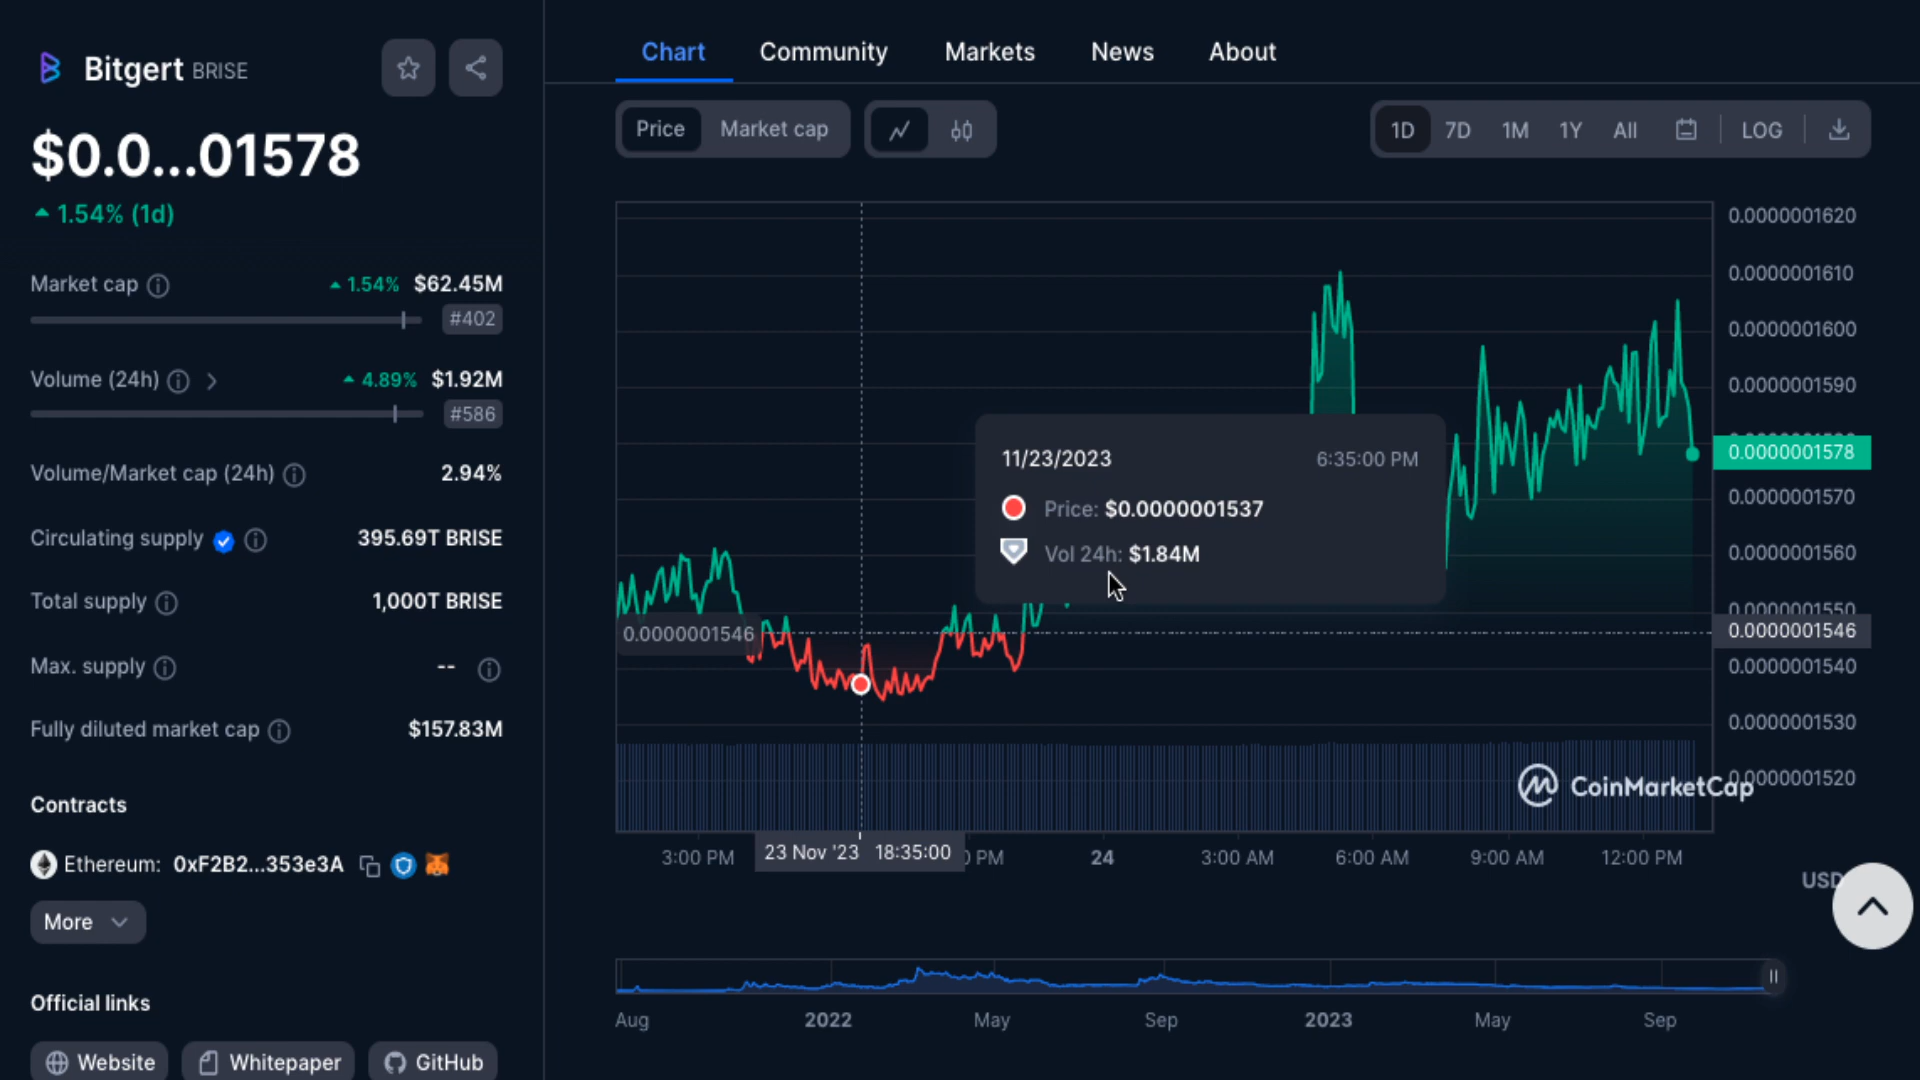 Bitgert BRISE
$0.0...01578
1.54% (1d)
Market cap 1.54% $62.45M
#402
Volume (24h) 4.89% $1.92M
#586
Volume/Market cap (24h) 2.94%
Circulating supply 395.69T BRISE
Total supply 1,000T BRISE
Max. supply --
Fully diluted market cap $157.83M
Contracts
Ethereum: 0xF2B2...353e3A
More
Official links
Website Whitepaper GitHub
Chart Community Markets News About
Price Market cap
1D 7D 1M 1Y All LOG
0.0000001620
0.0000001610
0.0000001600
0.0000001590
0.0000001578
0.0000001570
0.0000001560
0.0000001550
0.0000001546
0.0000001540
0.0000001530
0.0000001520
11/23/2023 6:35:00 PM
Price: $0.0000001537
Vol 24h: $1.84M
0.0000001546
CoinMarketCap
3:00 PM 23 Nov '23 18:35:00 PM 24 3:00 AM 6:00 AM 9:00 AM 12:00 PM
USD
Aug 2022 May Sep 2023 May Sep